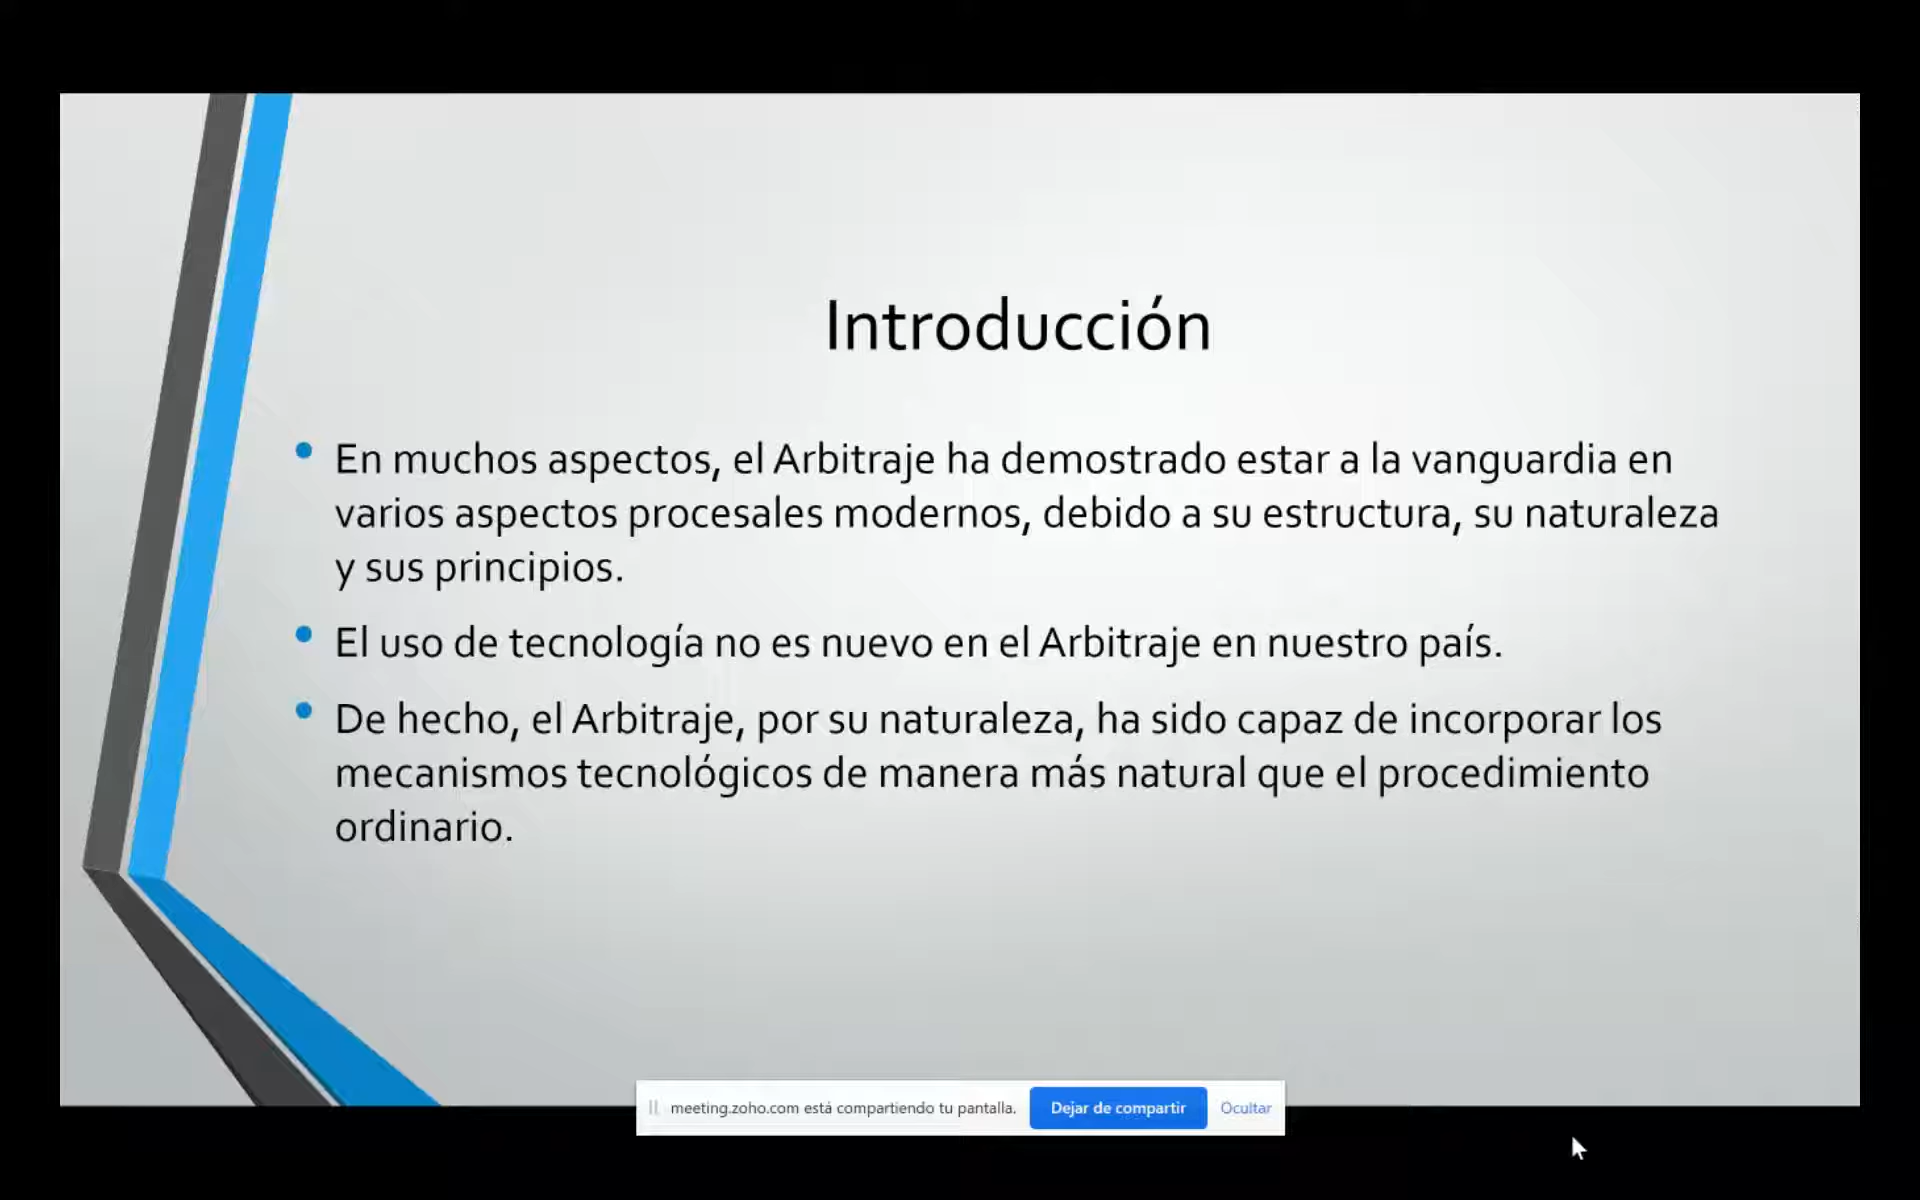 Introducción
• En muchos aspectos, el Arbitraje ha demostrado estar a la vanguardia en
varios aspectos procesales modernos, debido a su estructura, su naturaleza
y sus principios.
• El uso de tecnología no es nuevo en el Arbitraje en nuestro país.
• De hecho, el Arbitraje, por su naturaleza, ha sido capaz de incorporar los
mecanismos tecnológicos de manera más natural que el procedimiento
ordinario.
meeting.zoho.com está compartiendo tu pantalla. Dejar de compartir Ocultar